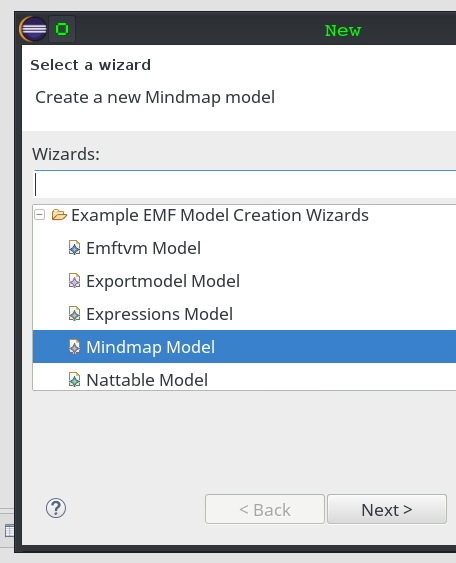 New
Select a wizard
Create a new Mindmap model
Wizards:
Example EMF Model Creation Wizards
Emftvm Model
Exportmodel Model
Expressions Model
Mindmap Model
Nattable Model
? < Back Next >